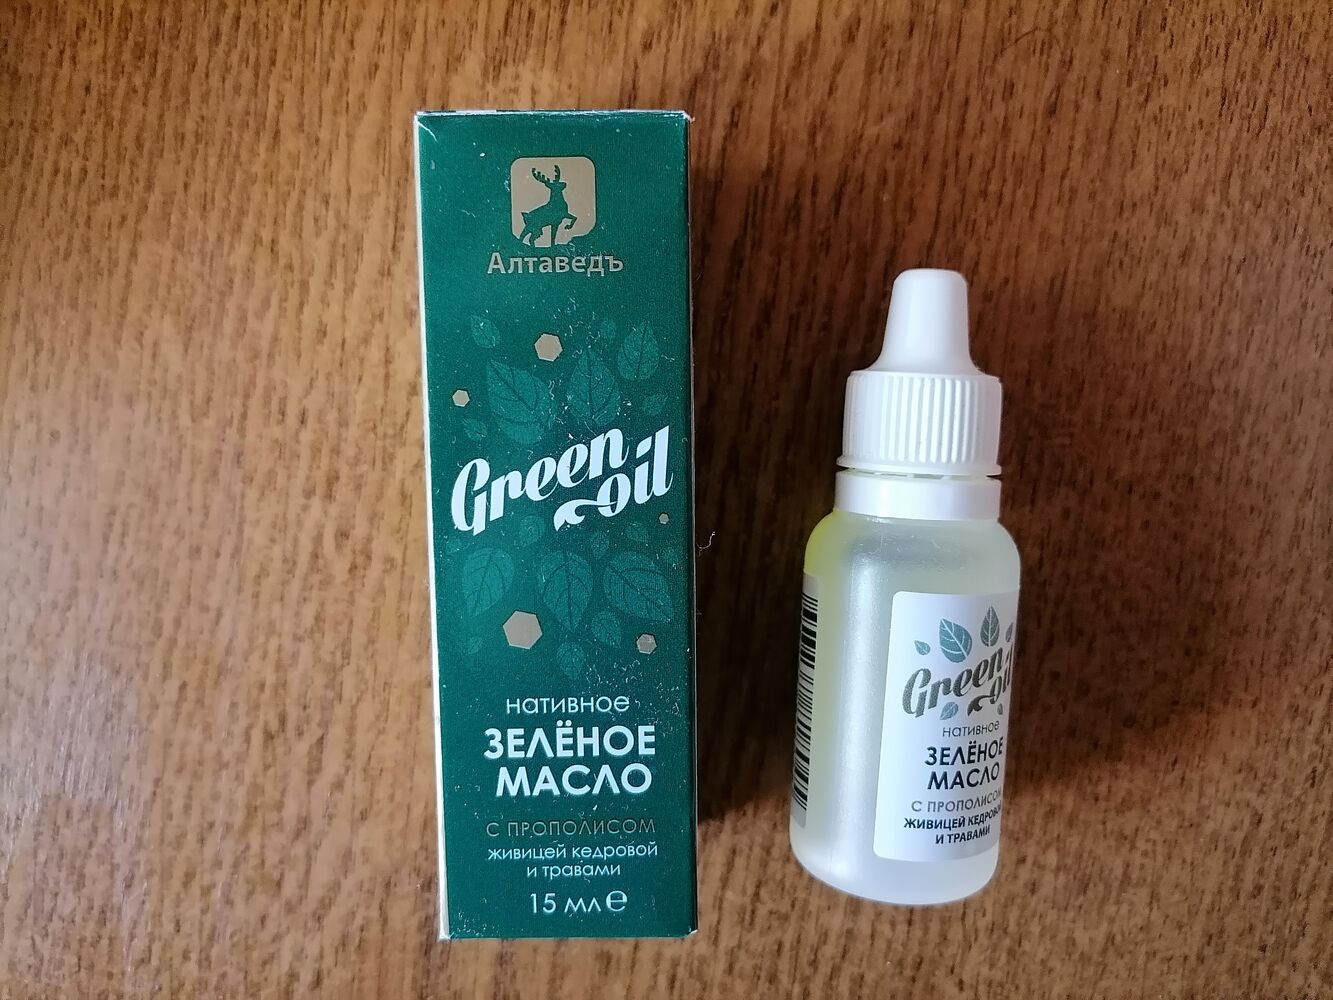 Алтаведъ
Green
oil
нативное
ЗЕЛЁНОЕ
МАСЛО
С ПРОПОЛИСОМ
живицей кедровой
и травами
15 мл е
Green
oil
нативное
ЗЕЛЁНОЕ
МАСЛО
С ПРОПОЛИСОМ
ЖИВИЦЕЙ КЕДРОВОЙ
И ТРАВАМИ